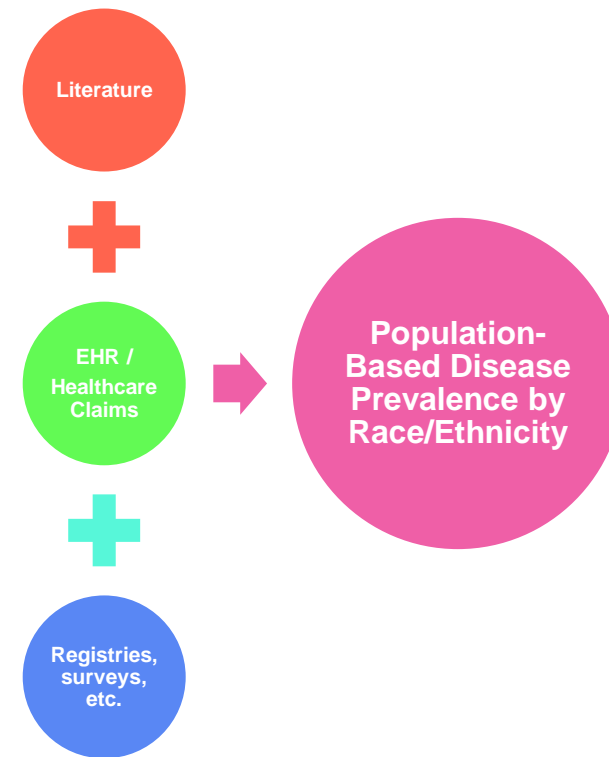 Literature
EHR /
Healthcare
Claims
Population-
Based Disease
Prevalence by
Race/Ethnicity
Registries,
surveys,
etc.